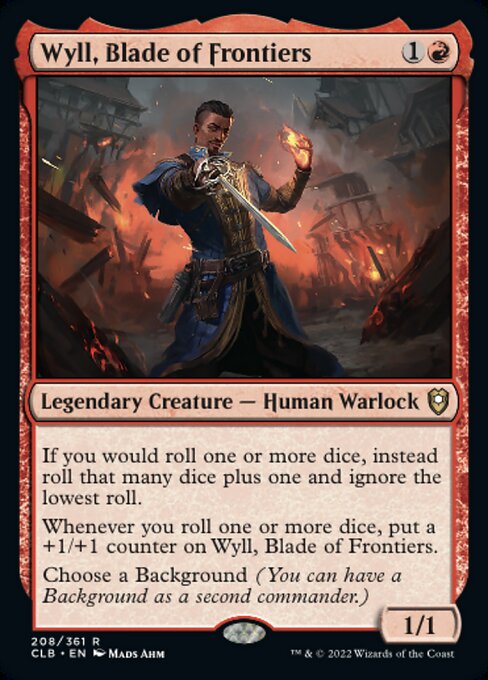 Wyll, Blade of Frontiers 1
Legendary Creature — Human Warlock
If you would roll one or more dice, instead
roll that many dice plus one and ignore the
lowest roll.
Whenever you roll one or more dice, put a
+1/+1 counter on Wyll, Blade of Frontiers.
Choose a Background (You can have a
Background as a second commander.)
1/1
208/361 R
CLB • EN Mads Ahm
™ & © 2022 Wizards of the Coast